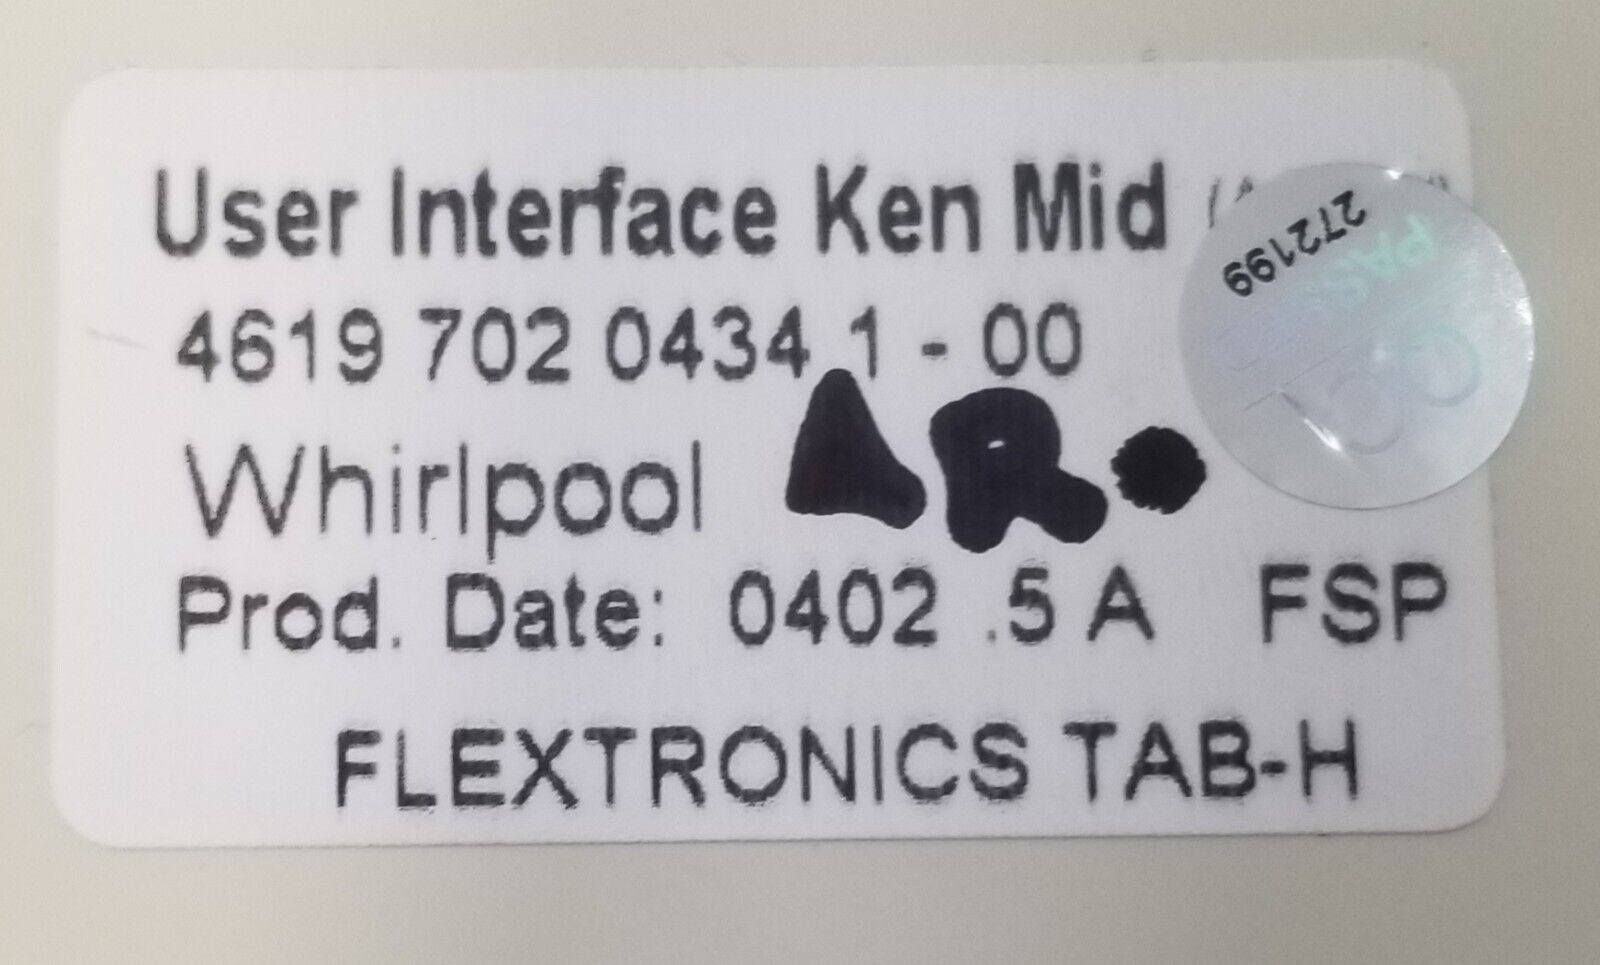 User Interface Ken Mid
4619 702 0434 1 - 00
Whirlpool AR.
Prod. Date: 0402 .5 A FSP
FLEXTRONICS TAB-H
272199
PASS